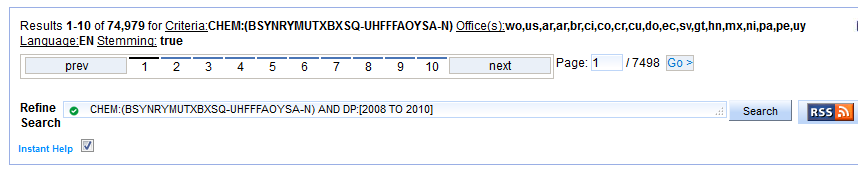 Results 1-10 of 74,979 for Criteria:CHEM:(BSYNRYMUTXBXSQ-UHFFFAOYSA-N) Office(s):wo,us,ar,ar,br,ci,co,cr,cu,do,ec,sv,gt,hn,mx,ni,pa,pe,uy
Language:EN Stemming: true
prev 1 2 3 4 5 6 7 8 9 10 next Page: 1 / 7498 Go >
Refine Search CHEM:(BSYNRYMUTXBXSQ-UHFFFAOYSA-N) AND DP:[2008 TO 2010] Search RSS
Instant Help